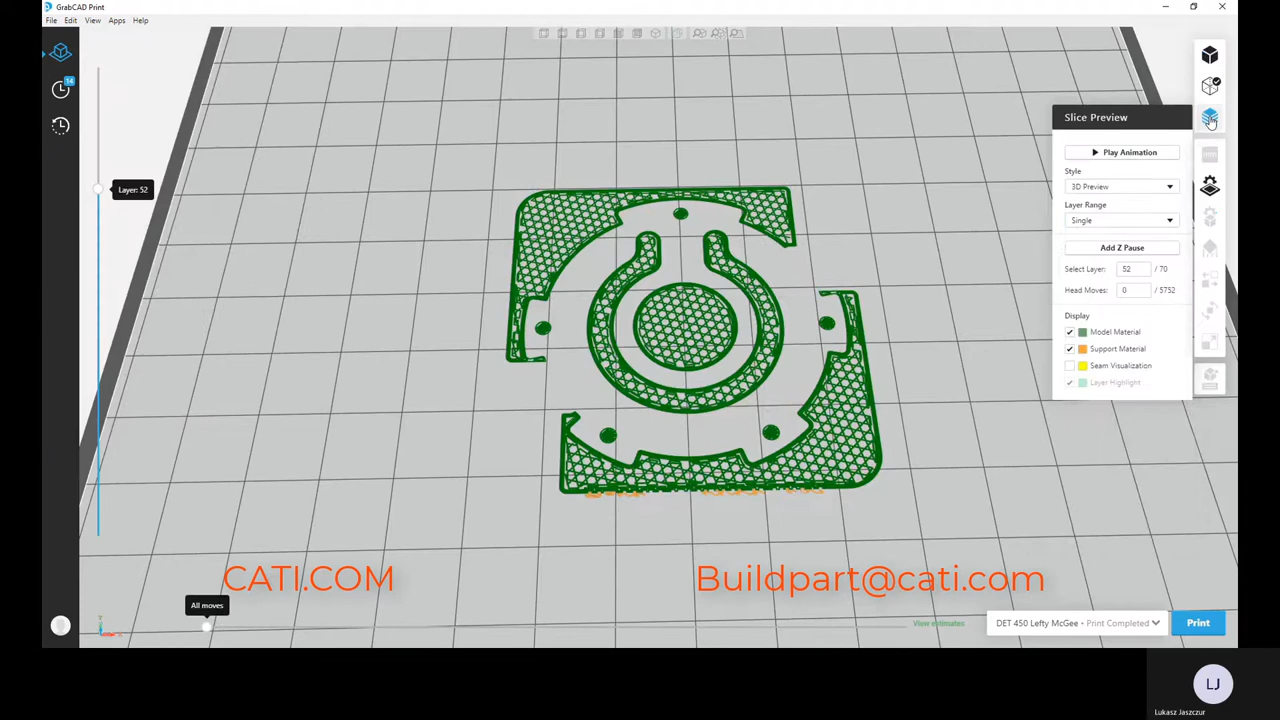 GrabCAD Print
File Edit View Apps Help
14
Layer: 52
Slice Preview
Play Animation
Style
3D Preview
Layer Range
Single
Add Z Pause
Select Layer: 52 / 70
Head Moves: 0 / 5752
Display
Model Material
Support Material
Seam Visualization
Layer Highlight
CATI.COM
Buildpart@cati.com
All moves
View estimates
DET 450 Lefty McGee • Print Completed
Print
LJ
Lukasz Jaszczur